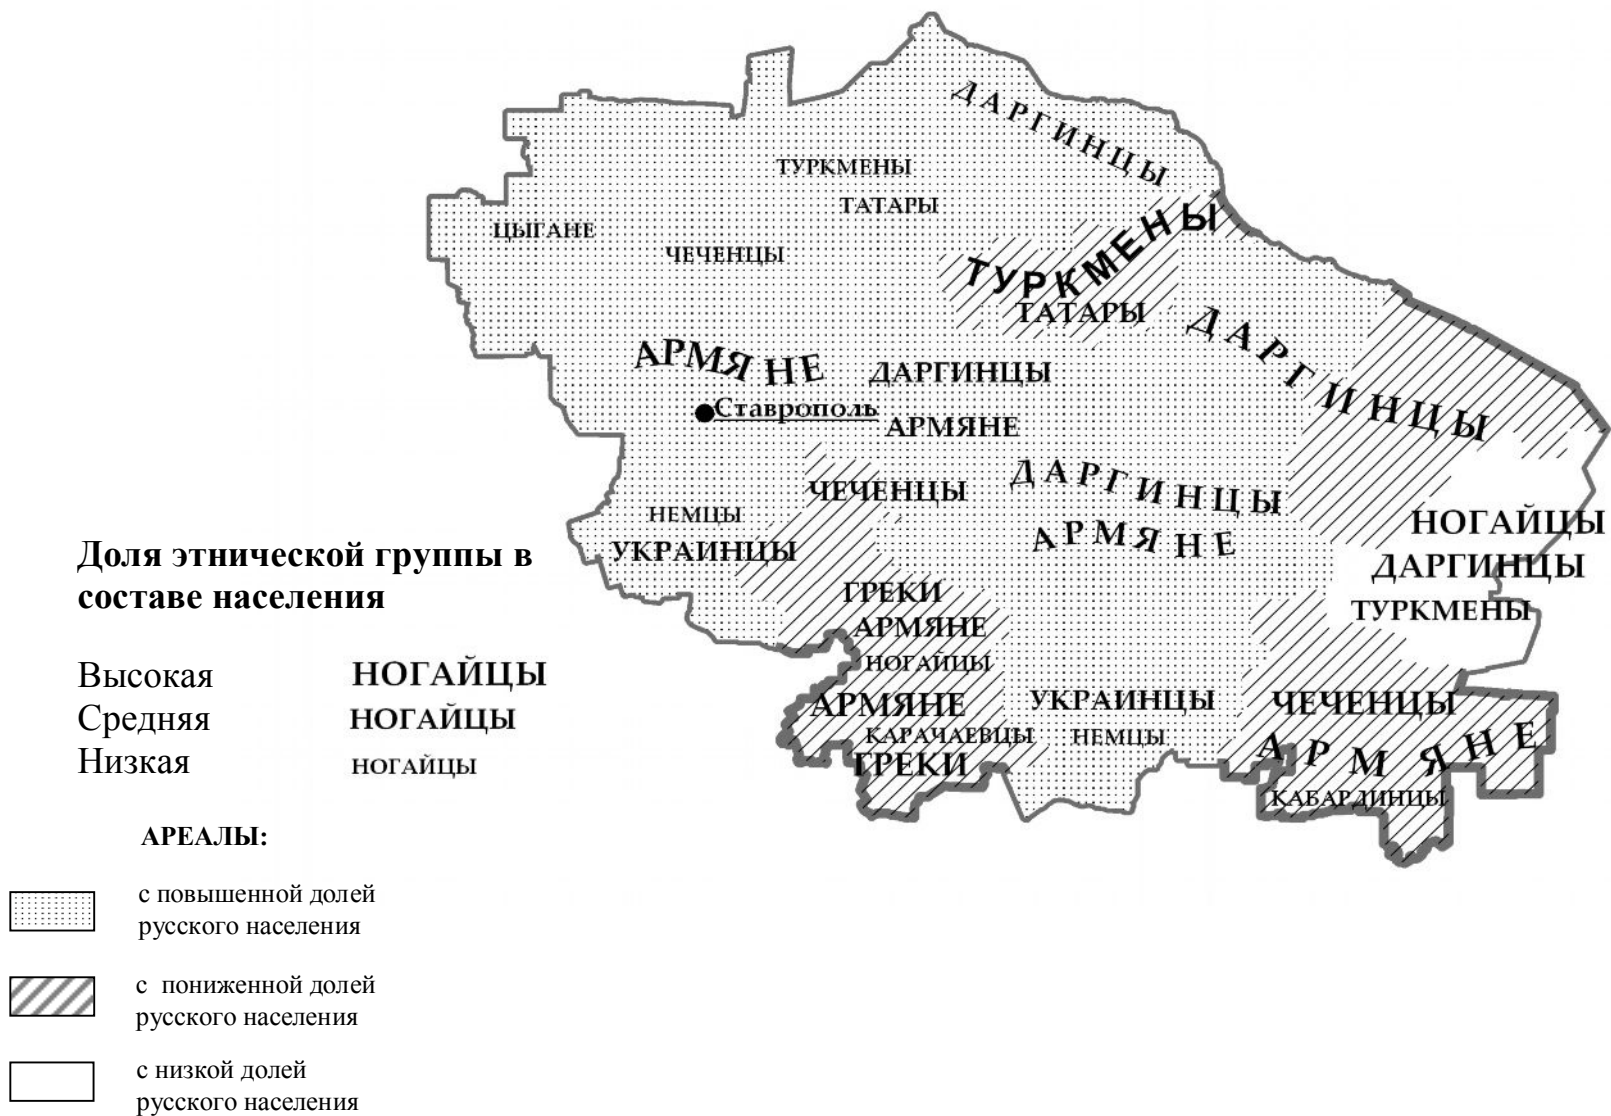 ДАРГИНЦЫ
ТУРКМЕНЫ
ТАТАРЫ
ЦЫГАНЕ
ЧЕЧЕНЦЫ
ТУРКМЕНЫ
ТАТАРЫ
ДАРГИНЦЫ
АРМЯНЕ
ДАРГИНЦЫ
Ставрополь
АРМЯНЕ
ДАРГИНЦЫ
ЧЕЧЕНЦЫ
НЕМЦЫ
УКРАИНЦЫ
АРМЯНЕ
НОГАЙЦЫ
ДАРГИНЦЫ
ТУРКМЕНЫ
ГРЕКИ
АРМЯНЕ
НОГАЙЦЫ
АРМЯНЕ
КАРАЧАЕВЦЫ
ГРЕКИ
УКРАИНЦЫ
НЕМЦЫ
ЧЕЧЕНЦЫ
АРМЯНЕ
КАБАРДИНЦЫ
Доля этнической группы в
составе населения
Высокая НОГАЙЦЫ
Средняя НОГАЙЦЫ
Низкая НОГАЙЦЫ
АРЕАЛЫ:
с повышенной долей
русского населения
с пониженной долей
русского населения
с низкой долей
русского населения